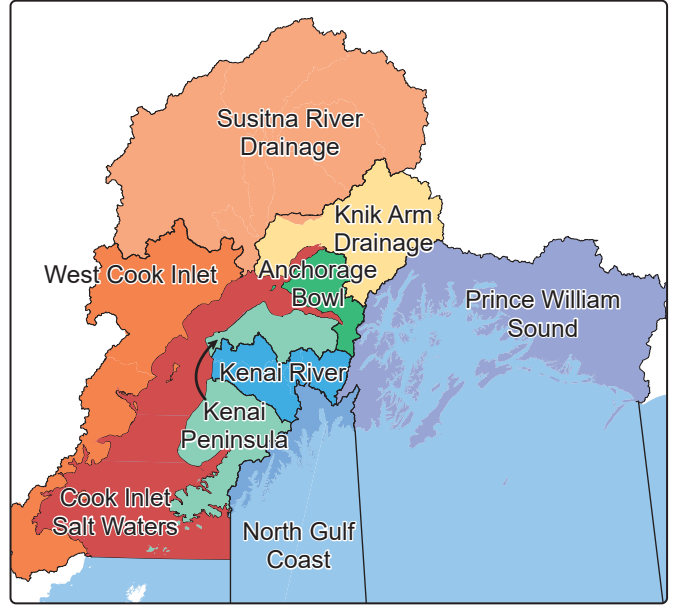 Susitna River
Drainage
Knik Arm
Drainage
West Cook Inlet
Anchorage
Bowl
Prince William
Sound
Kenai River
Kenai
Peninsula
Cook Inlet
Salt Waters
North Gulf
Coast